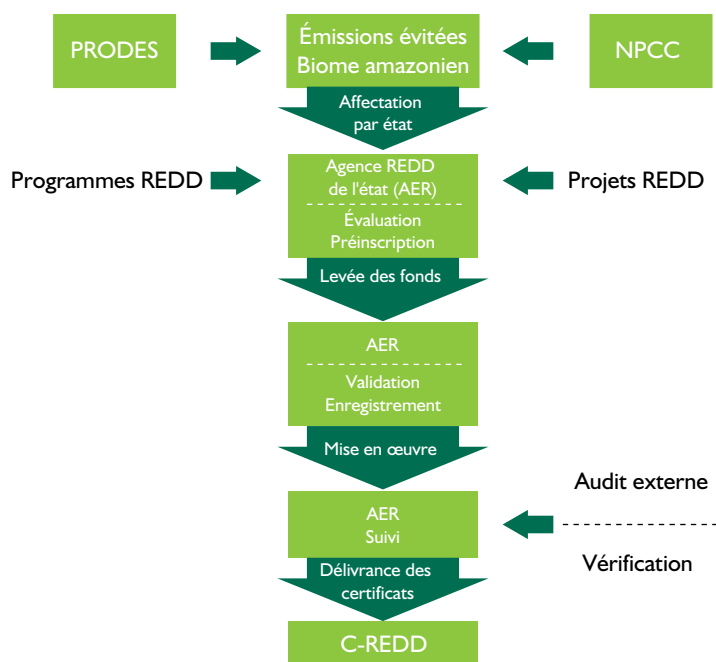 PRODES
Émissions évitées
Biome amazonien
NPCC
Affectation
par état
Programmes REDD
Agence REDD
de l'état (AER)
Évaluation
Préinscription
Projets REDD
Levée des fonds
AER
Validation
Enregistrement
Mise en œuvre
Audit externe
AER
Suivi
Vérification
Délivrance des
certificats
C-REDD